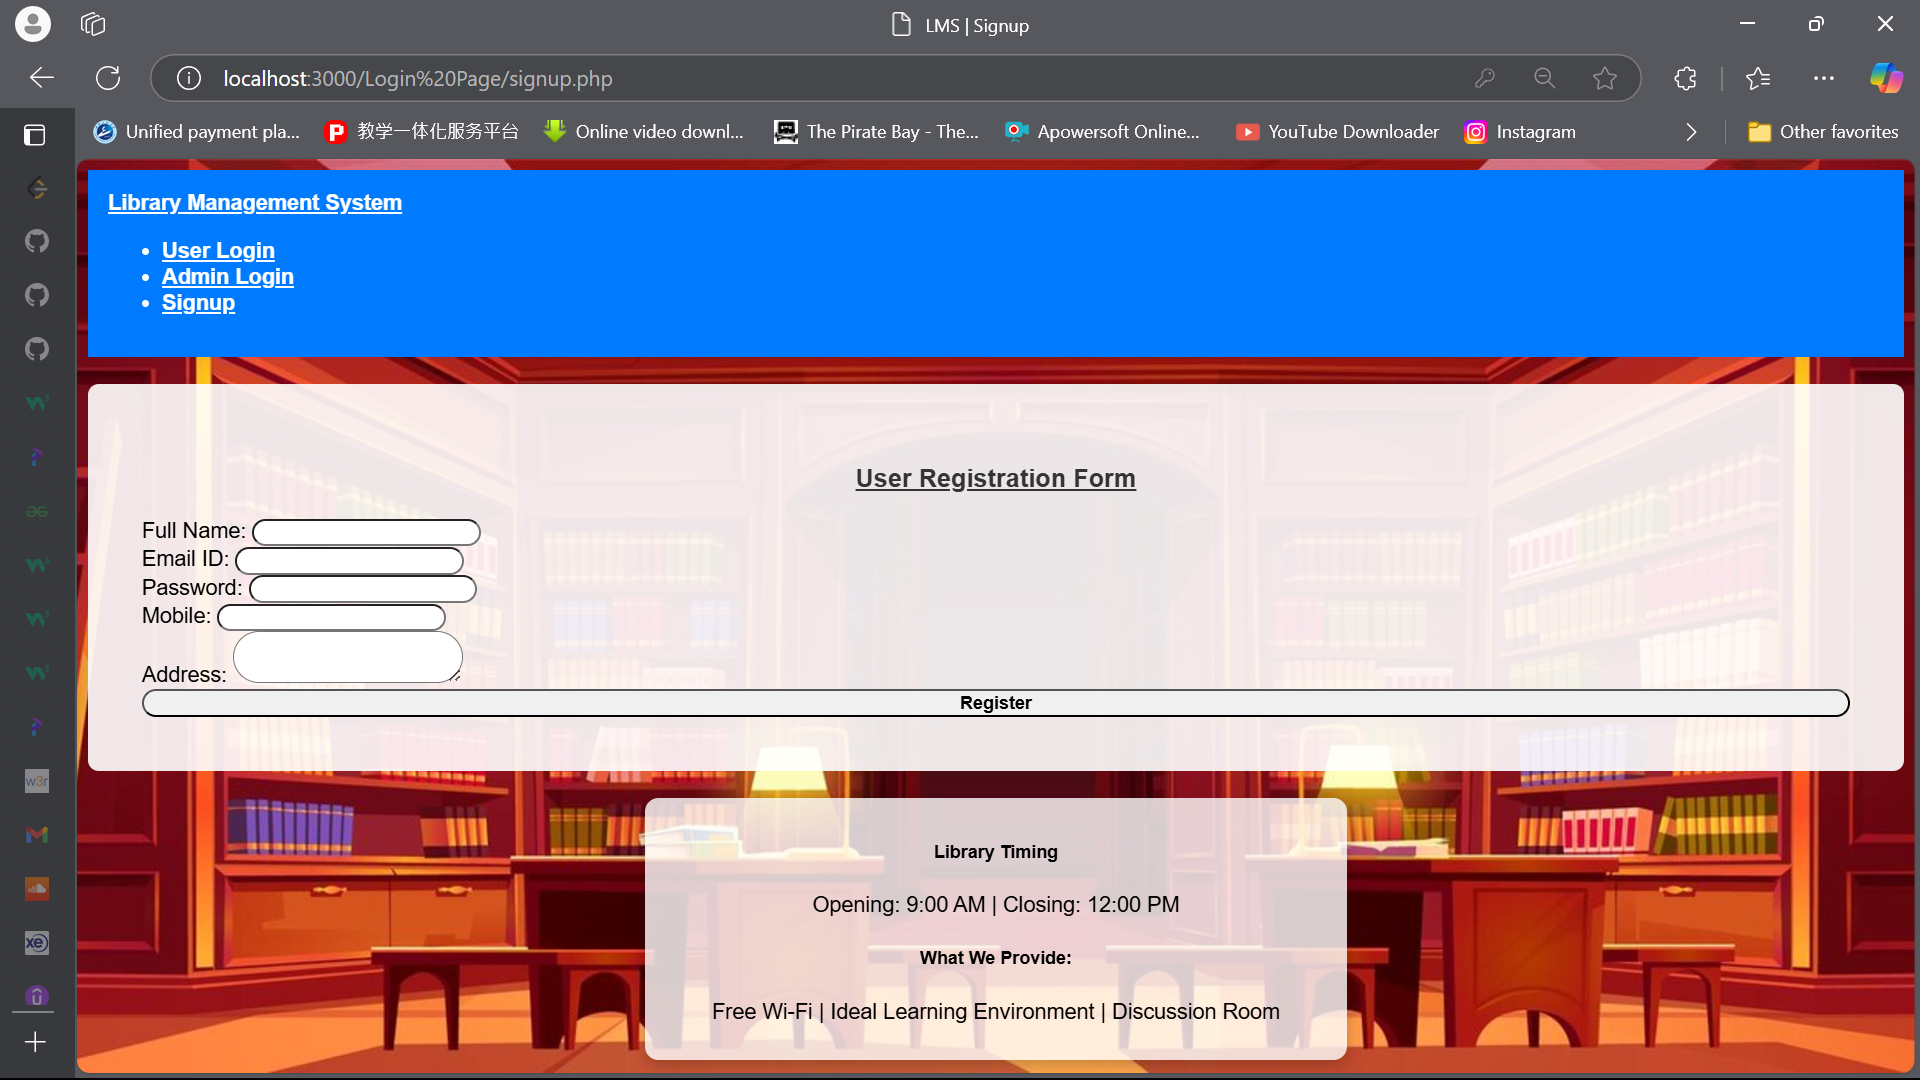 LMS | Signup
localhost:3000/Login%20Page/signup.php
Unified payment pla...
教学一体化服务平台
Online video downl...
The Pirate Bay - The...
Apowersoft Online...
YouTube Downloader
Instagram
Other favorites
Library Management System
User Login
Admin Login
Signup
User Registration Form
Full Name:
Email ID:
Password:
Mobile:
Address:
Register
Library Timing
Opening: 9:00 AM | Closing: 12:00 PM
What We Provide:
Free Wi-Fi | Ideal Learning Environment | Discussion Room
w3r
xe